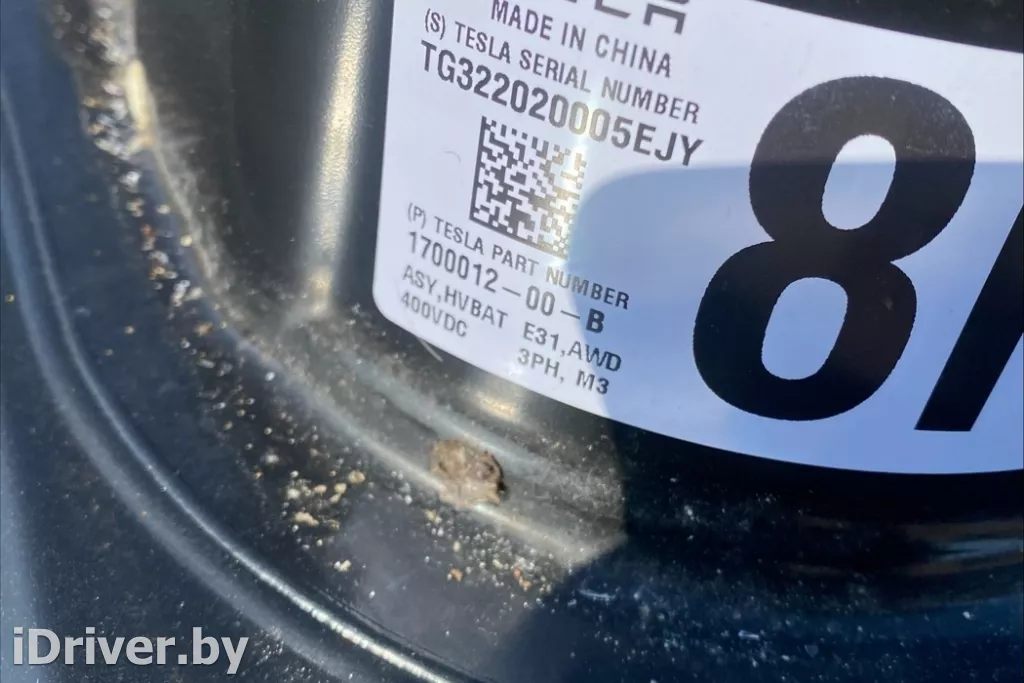 MADE IN CHINA
(S) TESLA SERIAL NUMBER
TG322020005EJY
(P) TESLA PART NUMBER
1700012-00-B
ASY,HVBAT E31,AWD
400VDC 3PH, M3
8
iDriver.by